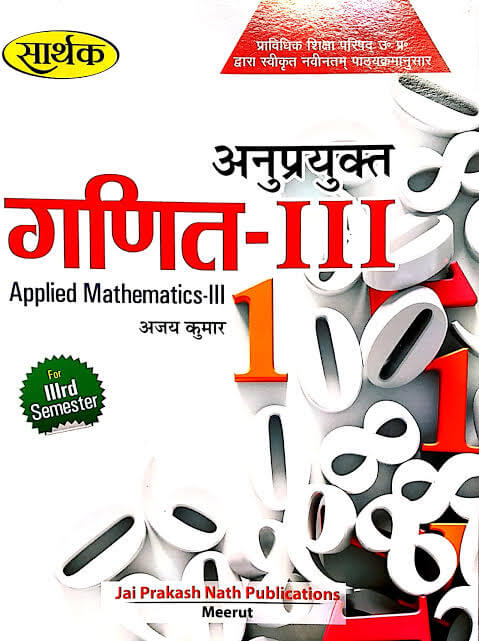 सार्थक
प्राविधिक शिक्षा परिषद उ० प्र०
द्वारा स्वीकृत नवीनतम् पाठ्यक्रमानुसार
अनुप्रयुक्त
गणित-III
Applied Mathematics-III
अजय कुमार
For
IIIrd
Semester
Jai Prakash Nath Publications
Meerut